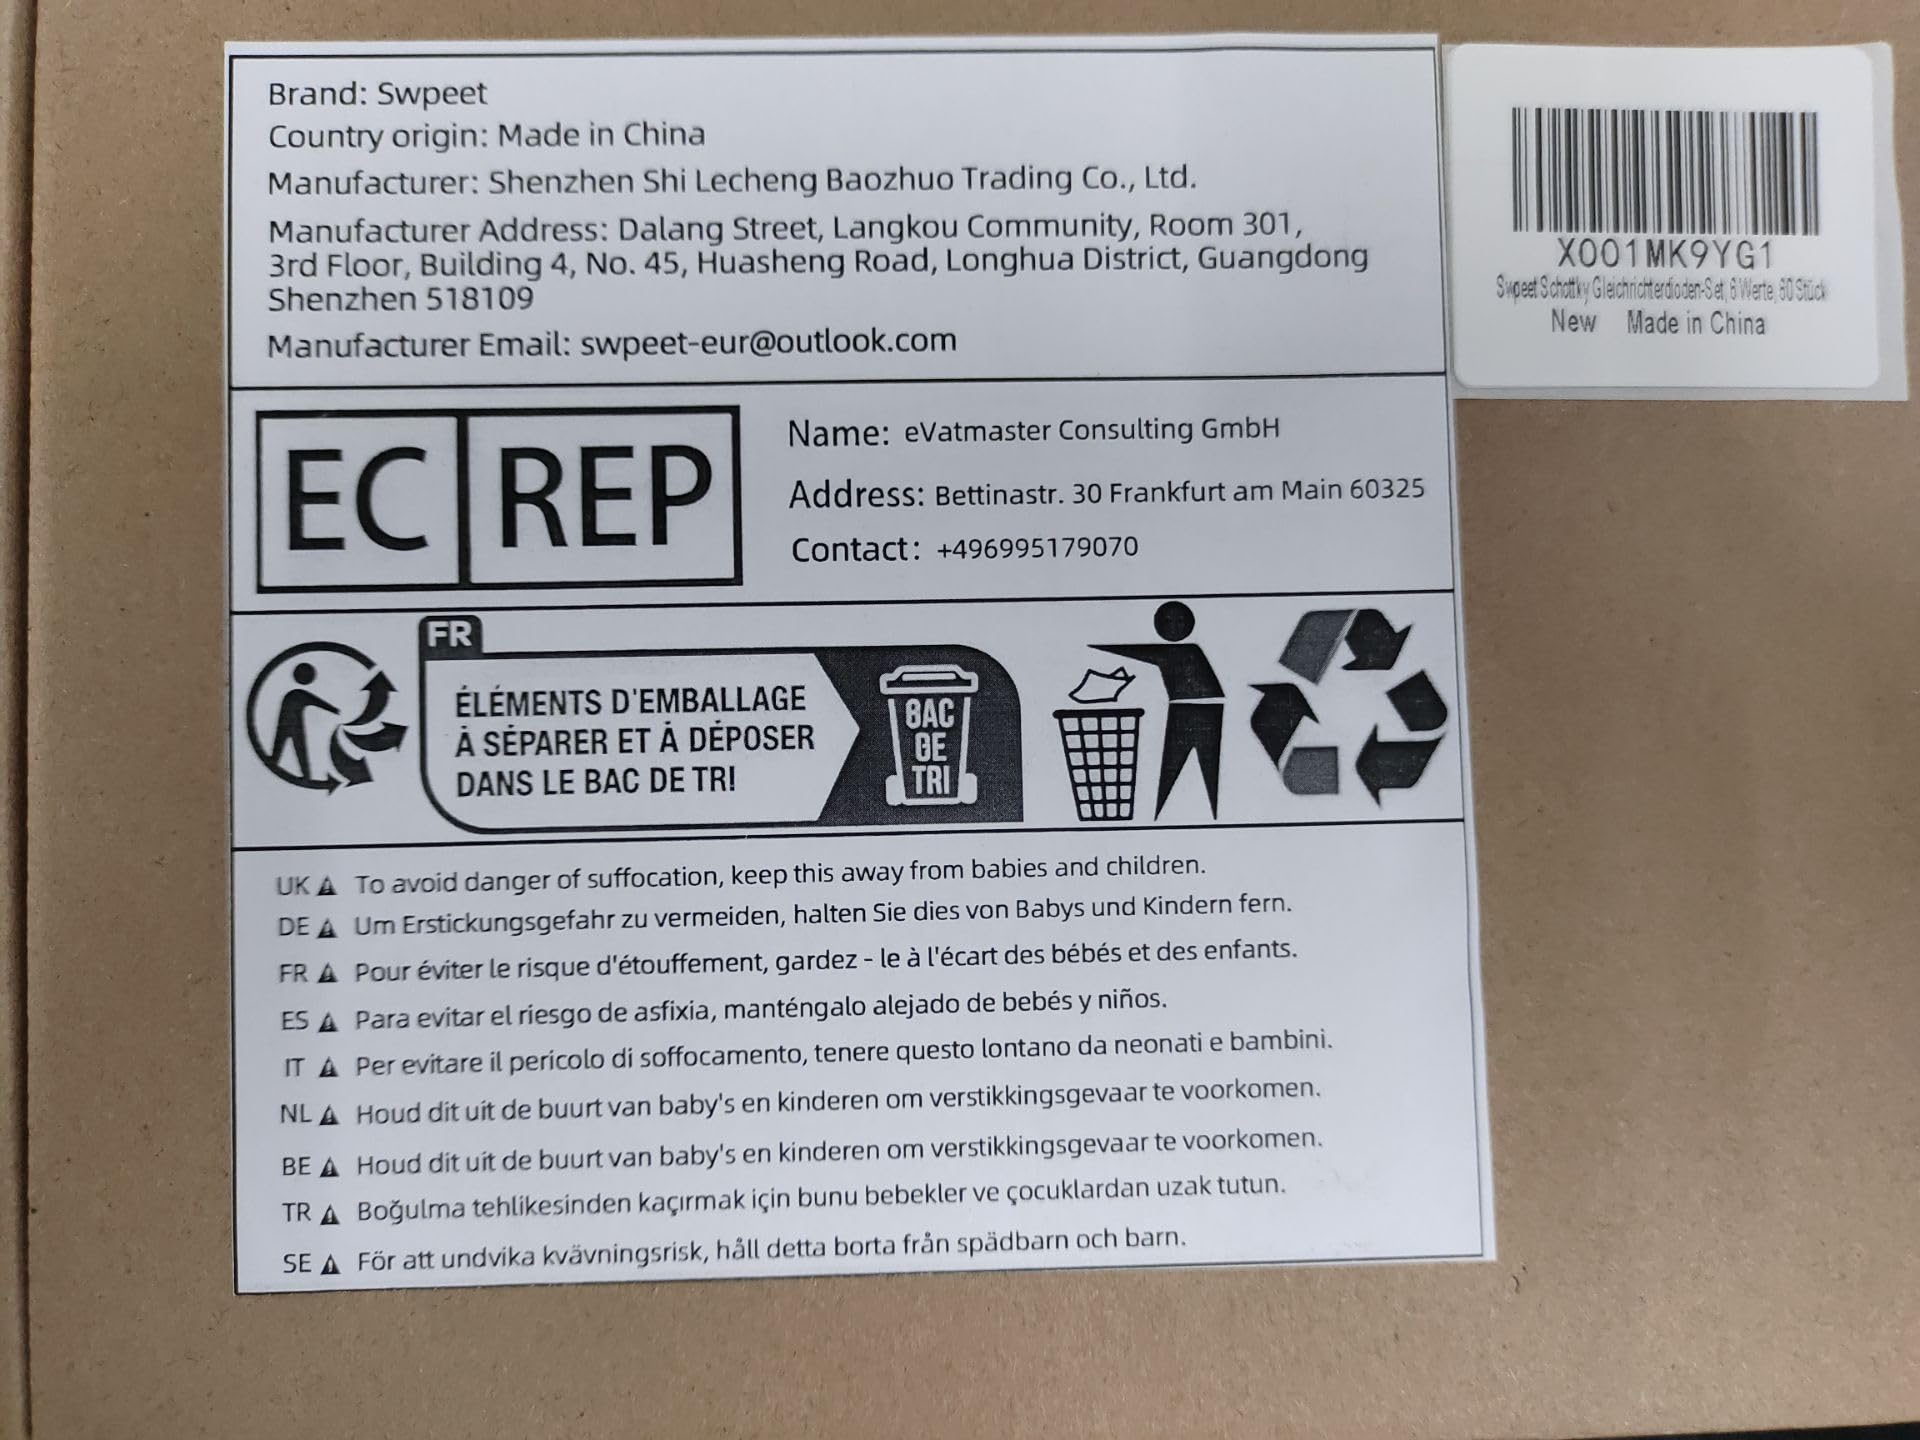 Brand: Swpeet
Country origin: Made in China
Manufacturer: Shenzhen Shi Lecheng Baozhuo Trading Co., Ltd.
Manufacturer Address: Dalang Street, Langkou Community, Room 301,
3rd Floor, Building 4, No. 45, Huasheng Road, Longhua District, Guangdong
Shenzhen 518109
Manufacturer Email: swpeet-eur@outlook.com
X001MK9YG1
Swpeet Schottky Gleichrichterdioden-Set, 6 Werte, 60 Stück
New Made in China
EC REP
Name: eVatmaster Consulting GmbH
Address: Bettinastr. 30 Frankfurt am Main 60325
Contact: +496995179070
FR
ÉLÉMENTS D'EMBALLAGE
À SÉPARER ET À DÉPOSER
DANS LE BAC DE TRI
BAC
DE
TRI
UK To avoid danger of suffocation, keep this away from babies and children.
DE Um Erstickungsgefahr zu vermeiden, halten Sie dies von Babys und Kindern fern.
FR Pour éviter le risque d'étouffement, gardez - le à l'écart des bébés et des enfants.
ES Para evitar el riesgo de asfixia, manténgalo alejado de bebés y niños.
IT Per evitare il pericolo di soffocamento, tenere questo lontano da neonati e bambini.
NL Houd dit uit de buurt van baby's en kinderen om verstikkingsgevaar te voorkomen.
BE Houd dit uit de buurt van baby's en kinderen om verstikkingsgevaar te voorkomen.
TR Boğulma tehlikesinden kaçırmak için bunu bebekler ve çocuklardan uzak tutun.
SE För att undvika kvävningsrisk, håll detta borta från spädbarn och barn.